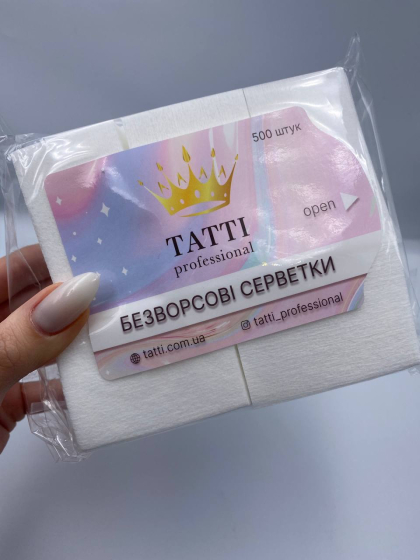 500 штук
open
TATTI
professional
БЕЗВОРСОВІ СЕРВЕТКИ
tatti.com.ua
tatti_professional